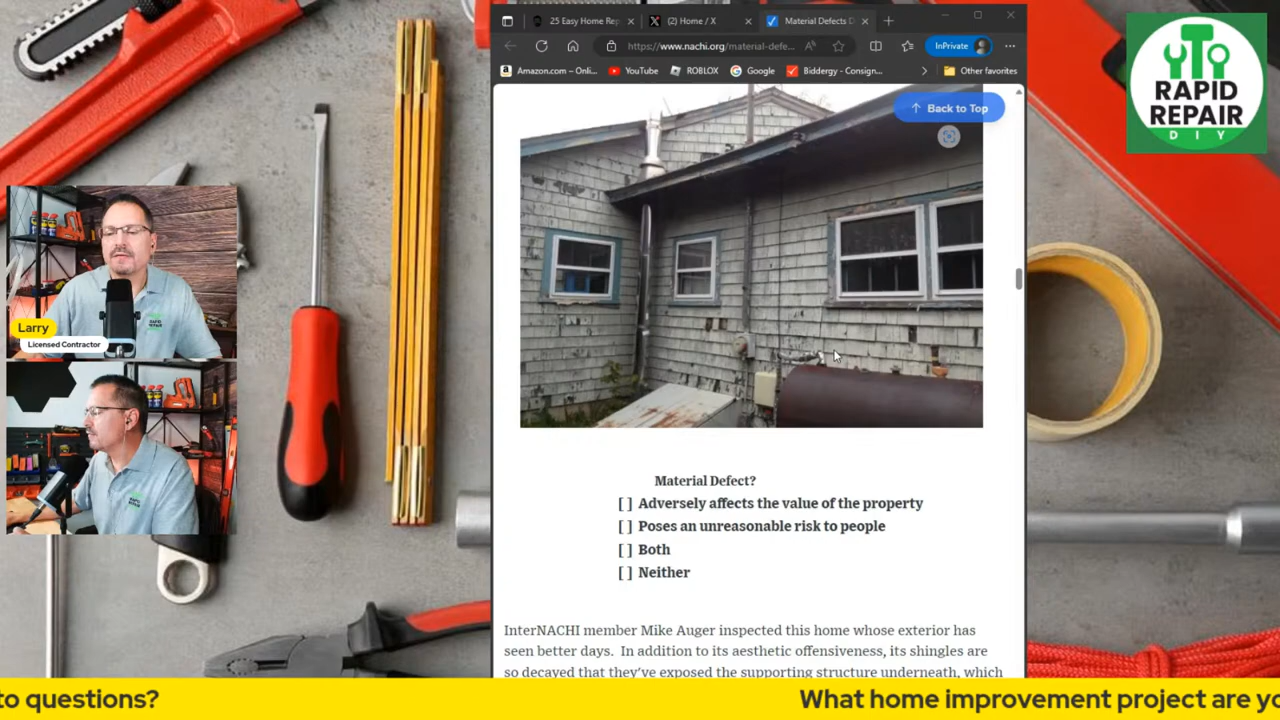 25 Easy Home Rep
(2) Home / X
Material Defects D
https://www.nachi.org/material-defe...
InPrivate
Amazon.com – Onli...
YouTube
ROBLOX
Google
Biddergy - Consign...
Other favorites
Back to Top
RAPID
REPAIR
DIY
Larry
Licensed Contractor
Material Defect?
[ ] Adversely affects the value of the property
[ ] Poses an unreasonable risk to people
[ ] Both
[ ] Neither
InterNACHI member Mike Auger inspected this home whose exterior has
seen better days. In addition to its aesthetic offensiveness, its shingles are
so decayed that they've exposed the supporting structure underneath, which
to questions?
What home improvement project are yo